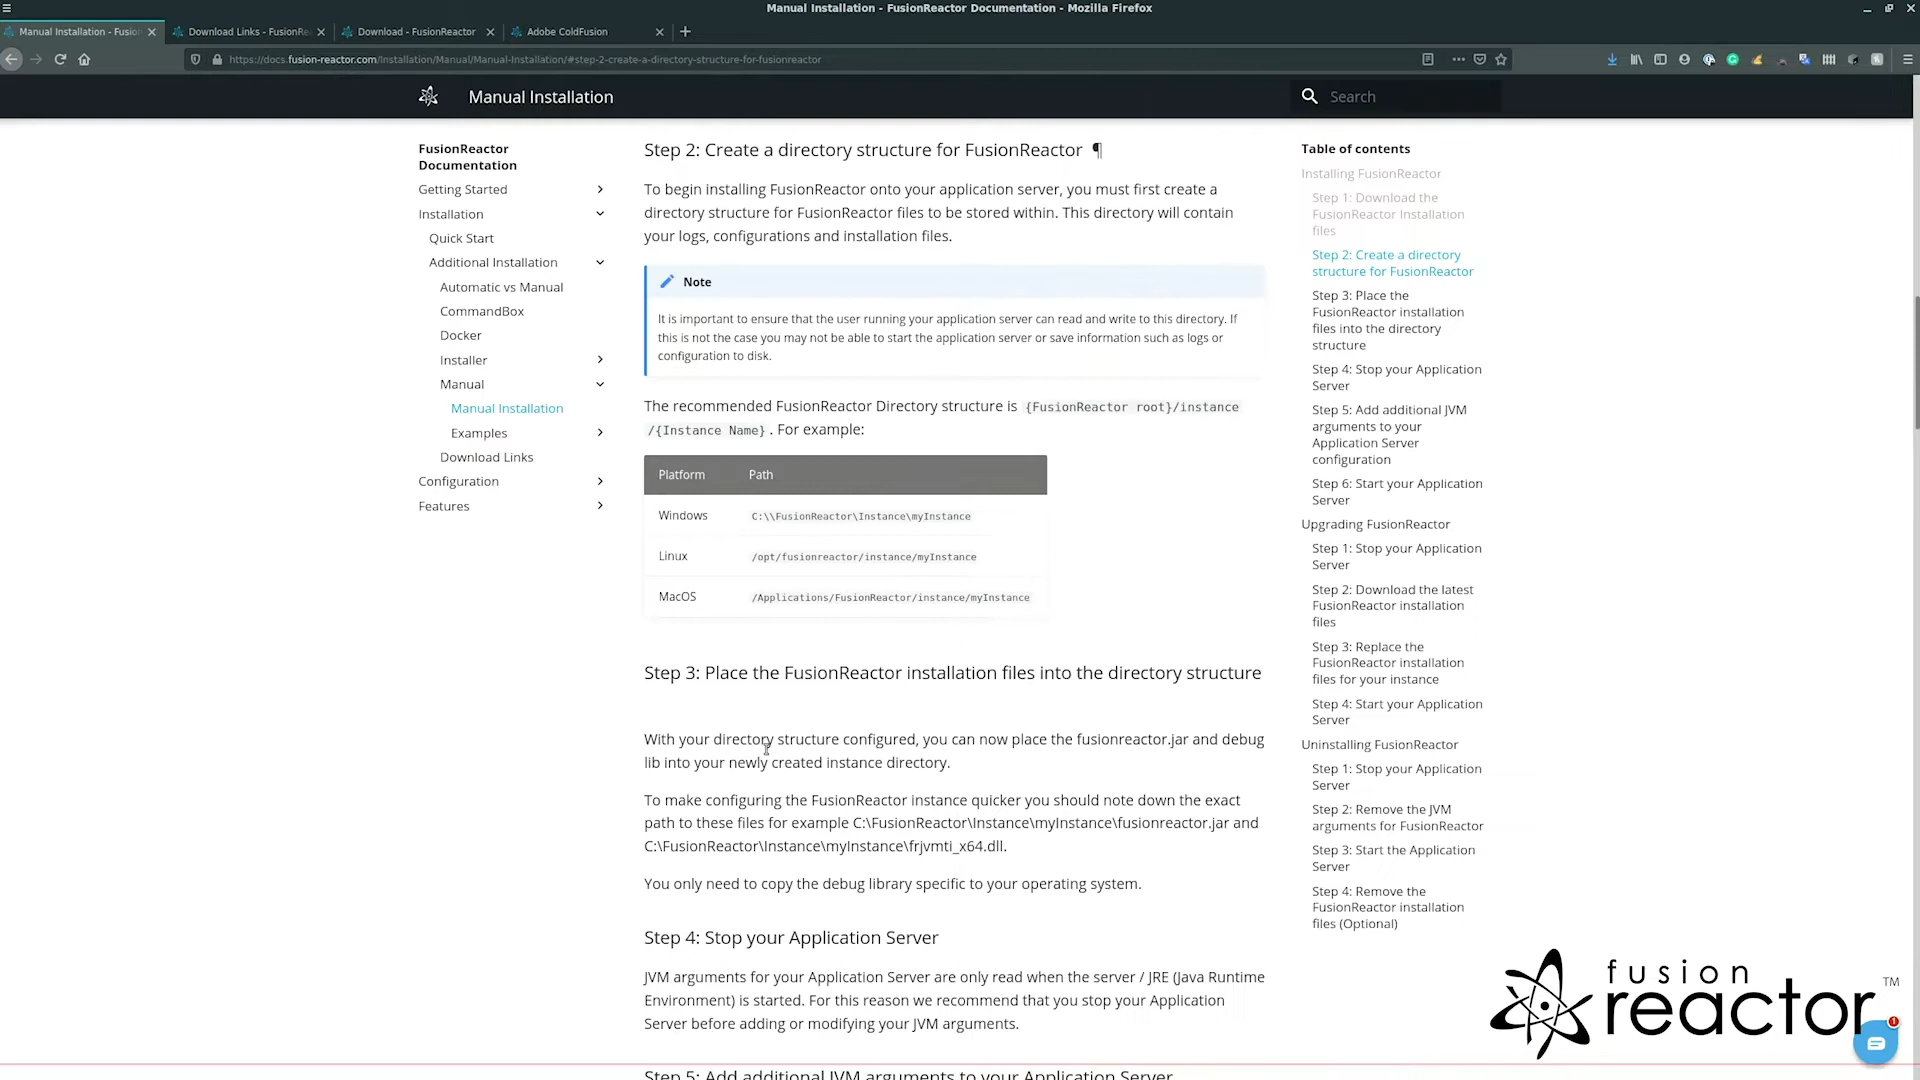 Manual Installation - FusionReactor Documentation - Mozilla Firefox
Manual Installation - Fusion
Download Links - FusionRe
Download - FusionReactor
Adobe ColdFusion
https://docs.fusion-reactor.com/Installation/Manual/Manual-Installation/#step-2-create-a-directory-structure-for-fusionreactor
Manual Installation
Search
FusionReactor
Documentation
Getting Started
Installation
Quick Start
Additional Installation
Automatic vs Manual
CommandBox
Docker
Installer
Manual
Manual Installation
Examples
Download Links
Configuration
Features
Step 2: Create a directory structure for FusionReactor ¶
To begin installing FusionReactor onto your application server, you must first create a
directory structure for FusionReactor files to be stored within. This directory will contain
your logs, configurations and installation files.
Note
It is important to ensure that the user running your application server can read and write to this directory. If
this is not the case you may not be able to start the application server or save information such as logs or
configuration to disk.
The recommended FusionReactor Directory structure is {FusionReactor root}/instance
/{Instance Name} . For example:
Platform Path
Windows C:\\FusionReactor\Instance\myInstance
Linux /opt/fusionreactor/instance/myInstance
MacOS /Applications/FusionReactor/instance/myInstance
Step 3: Place the FusionReactor installation files into the directory structure
With your directory structure configured, you can now place the fusionreactor.jar and debug
lib into your newly created instance directory.
To make configuring the FusionReactor instance quicker you should note down the exact
path to these files for example C:\FusionReactor\Instance\myInstance\fusionreactor.jar and
C:\FusionReactor\Instance\myInstance\frjvmti_x64.dll.
You only need to copy the debug library specific to your operating system.
Step 4: Stop your Application Server
JVM arguments for your Application Server are only read when the server / JRE (Java Runtime
Environment) is started. For this reason we recommend that you stop your Application
Server before adding or modifying your JVM arguments.
Step 5: Add additional JVM arguments to your Application Server
Table of contents
Installing FusionReactor
Step 1: Download the
FusionReactor Installation
files
Step 2: Create a directory
structure for FusionReactor
Step 3: Place the
FusionReactor installation
files into the directory
structure
Step 4: Stop your Application
Server
Step 5: Add additional JVM
arguments to your
Application Server
configuration
Step 6: Start your Application
Server
Upgrading FusionReactor
Step 1: Stop your Application
Server
Step 2: Download the latest
FusionReactor installation
files
Step 3: Replace the
FusionReactor installation
files for your instance
Step 4: Start your Application
Server
Uninstalling FusionReactor
Step 1: Stop your Application
Server
Step 2: Remove the JVM
arguments for FusionReactor
Step 3: Start the Application
Server
Step 4: Remove the
FusionReactor installation
files (Optional)
fusion
reactor TM
1